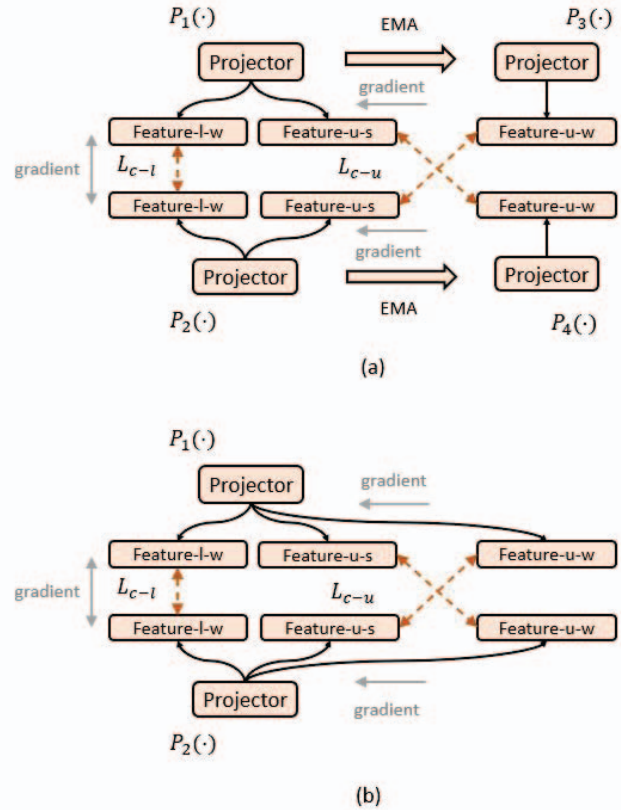 P₁(·)
EMA
P₃(·)
Projector
Projector
gradient
Feature-l-w
Feature-u-s
Feature-u-w
gradient
L_{c-l}
L_{c-u}
Feature-l-w
Feature-u-s
Feature-u-w
gradient
Projector
Projector
EMA
P₂(·)
P₄(·)
(a)
P₁(·)
Projector
gradient
Feature-l-w
Feature-u-s
Feature-u-w
gradient
L_{c-l}
L_{c-u}
Feature-l-w
Feature-u-s
Feature-u-w
Projector
gradient
P₂(·)
(b)